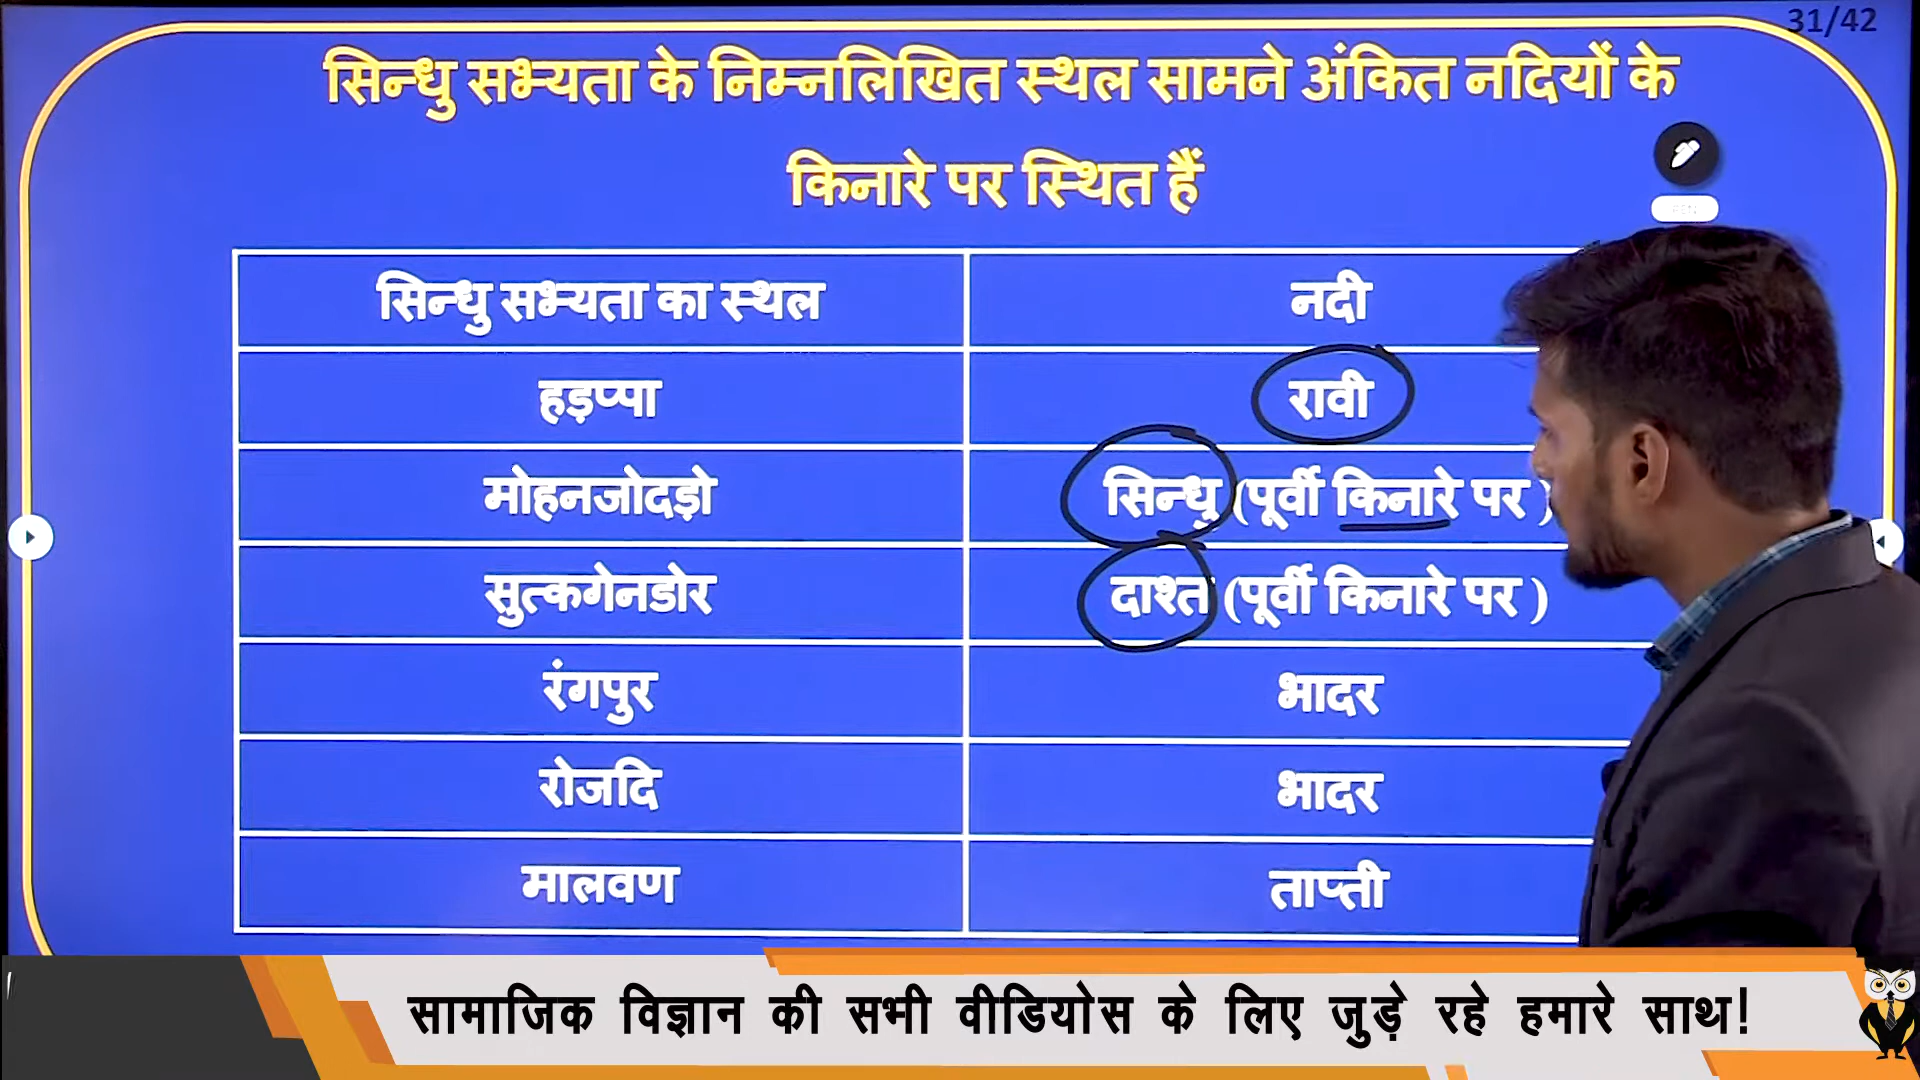 31/42
सिन्धु सभ्यता के निम्नलिखित स्थल सामने अंकित नदियों के
किनारे पर स्थित हैं
सिन्धु सभ्यता का स्थल नदी
हड़प्पा रावी
मोहनजोदड़ो सिन्धु (पूर्वी किनारे पर )
सुत्कगेनडोर दाश्त (पूर्वी किनारे पर )
रंगपुर भादर
रोजदि भादर
मालवण ताप्ती
सामाजिक विज्ञान की सभी वीडियोस के लिए जुड़े रहे हमारे साथ!